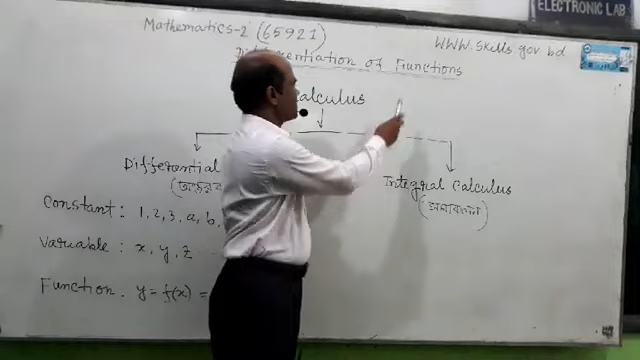 ELECTRONIC LAB
Mathematics-2 (65921)
WWW.Skills.gov bd
Differentiation of Functions
Calculus
Differential
Integral Calculus
Constant : 1, 2, 3, a, b,
Variable : x, y, z
Function. y = f(x) =